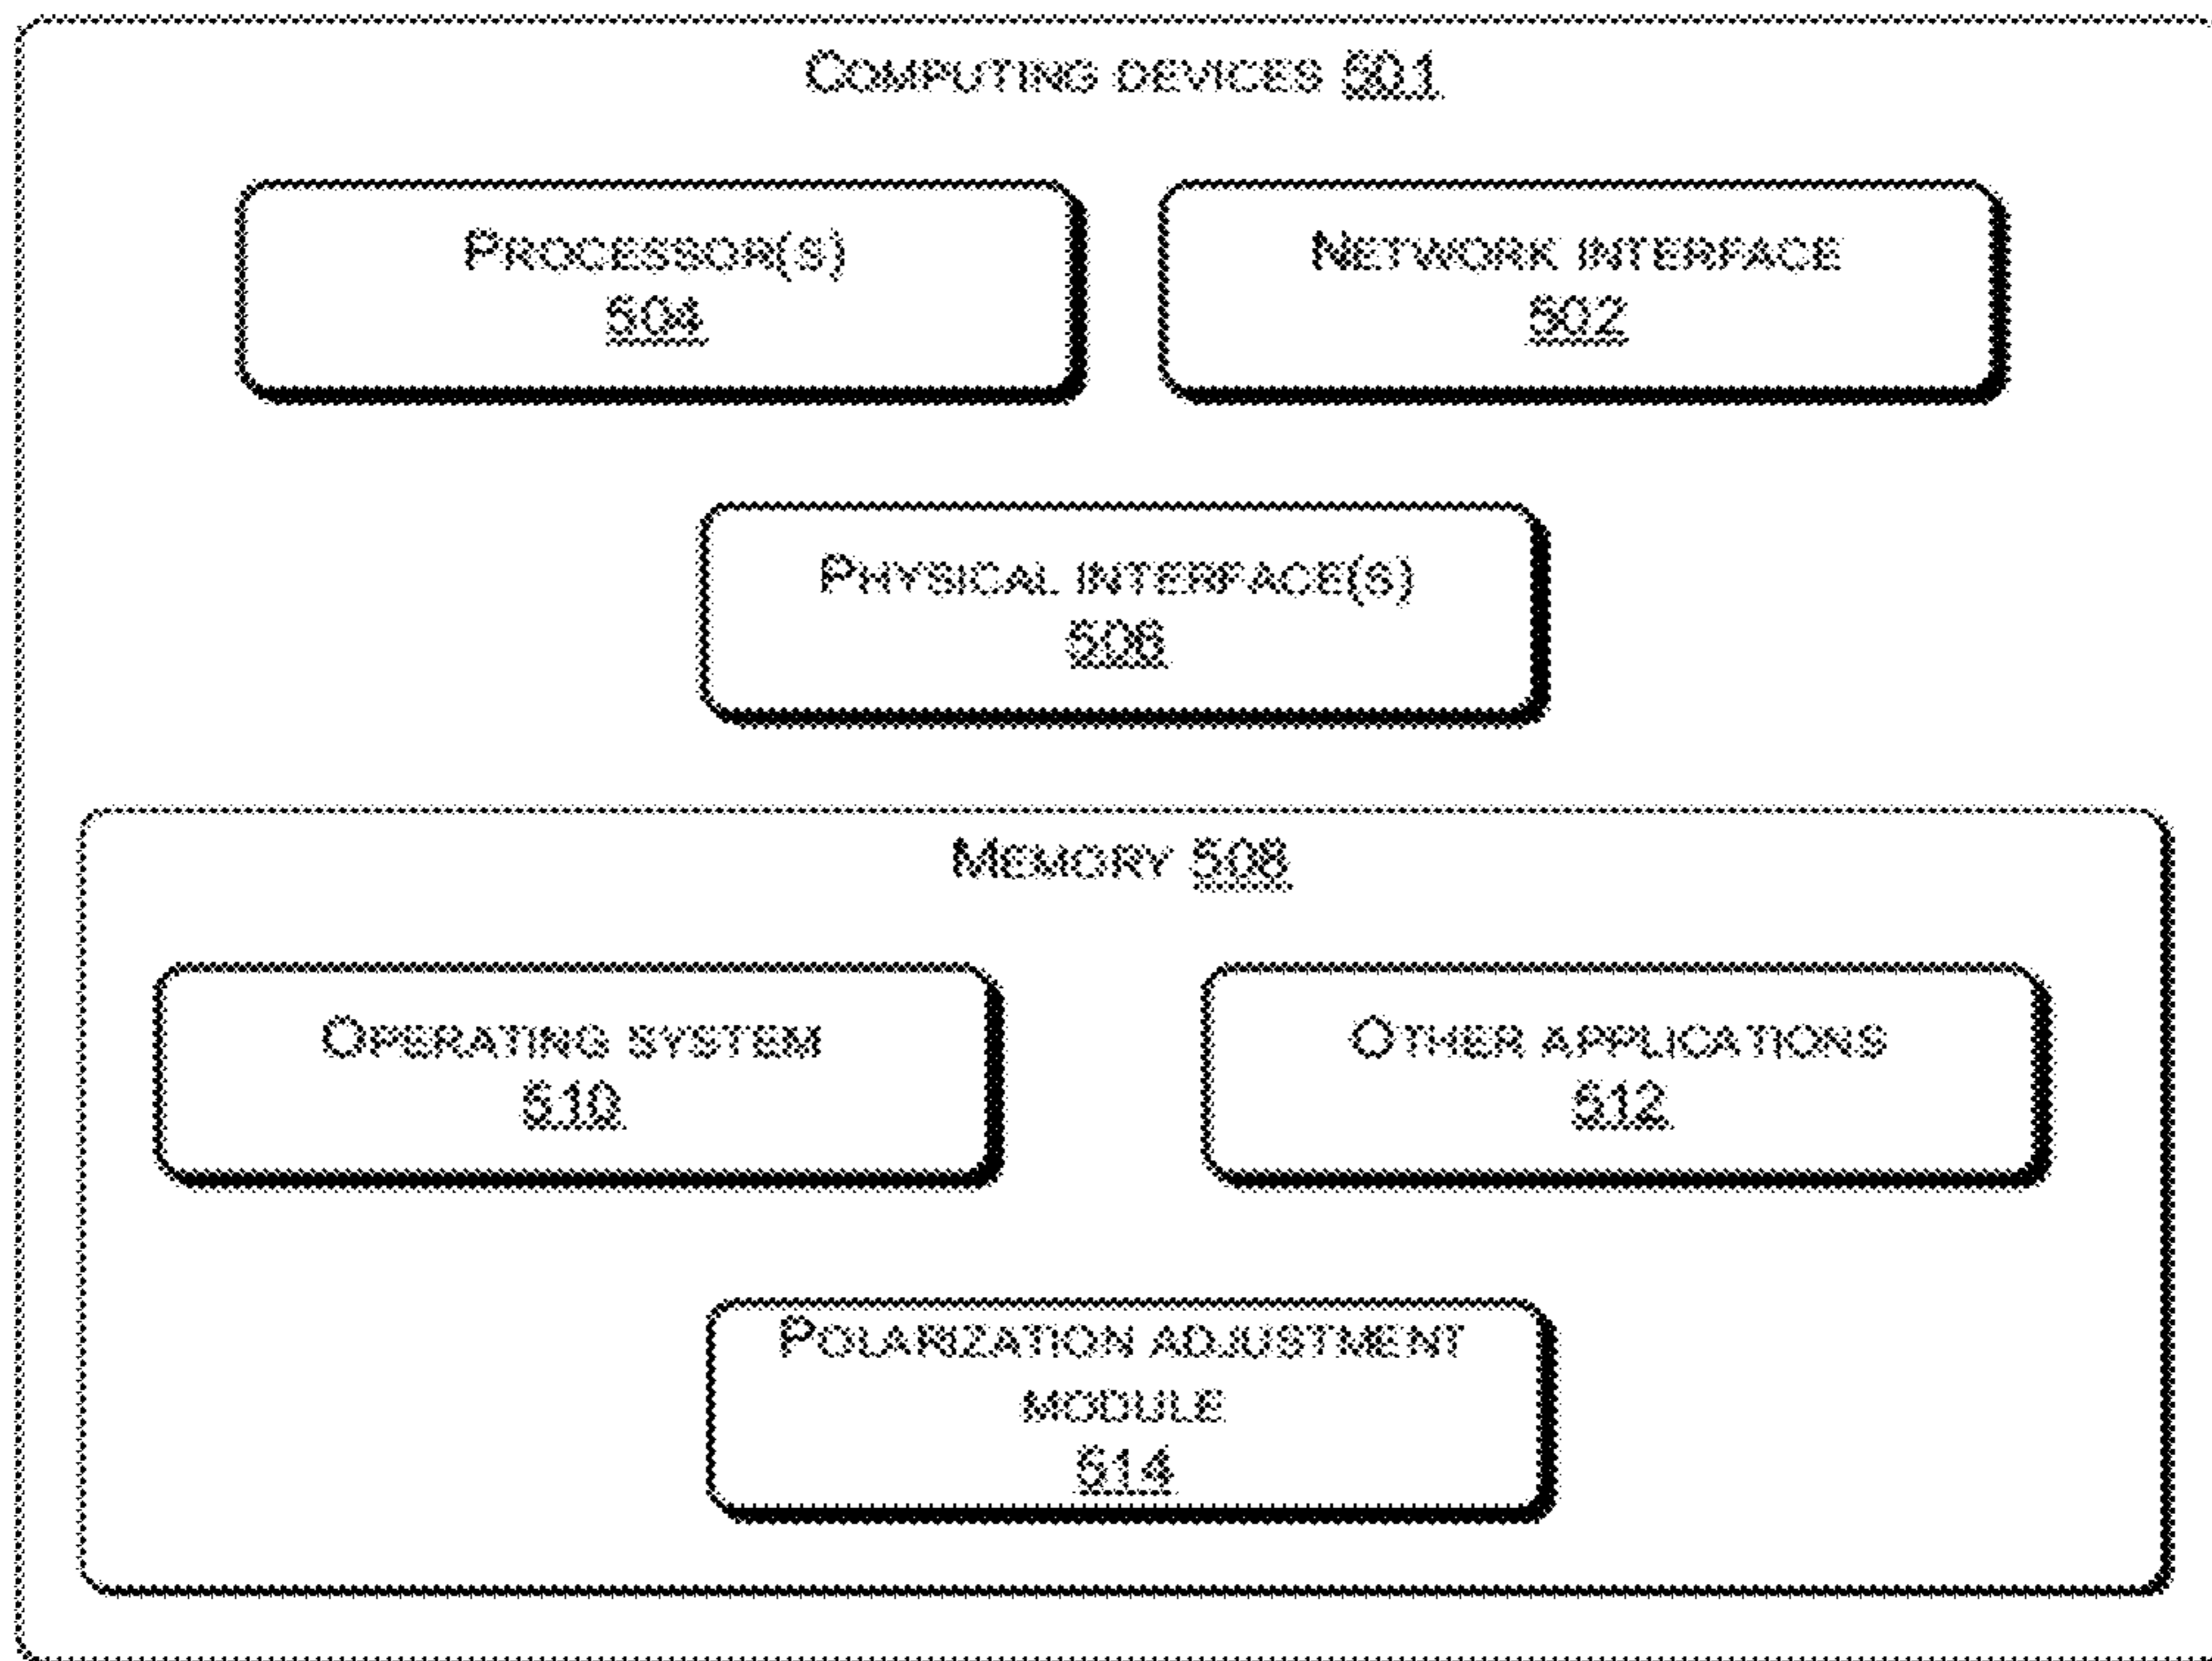 COMPUTING DEVICES 501
PROCESSOR(S)
504
NETWORK INTERFACE
502
PHYSICAL INTERFACE(S)
506
MEMORY 508
OPERATING SYSTEM
510
OTHER APPLICATIONS
512
POLARIZATION ADJUSTMENT
MODULE
514